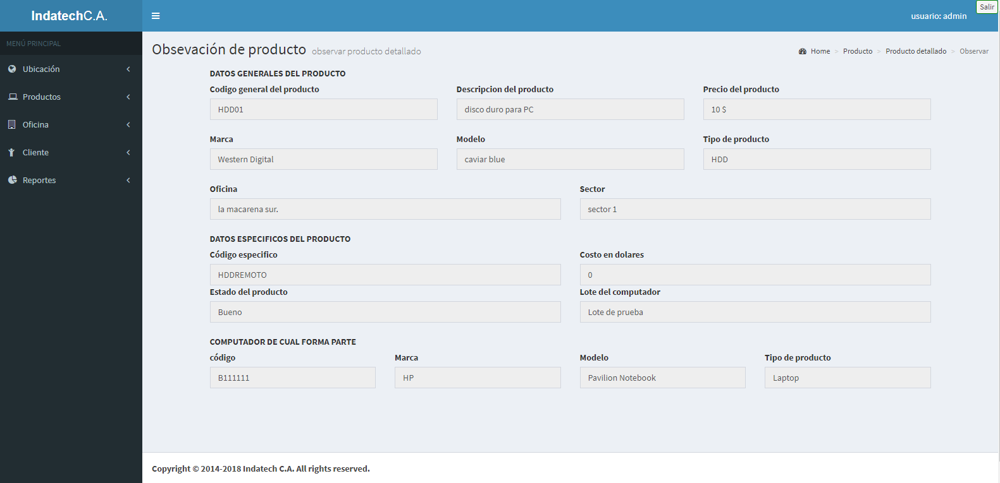 IndatechC.A.
usuario: admin
Salir
MENÚ PRINCIPAL
Ubicación
Productos
Oficina
Cliente
Reportes
Obsevación de producto observar producto detallado
Home > Producto > Producto detallado > Observar
DATOS GENERALES DEL PRODUCTO
Codigo general del producto Descripcion del producto Precio del producto
HDD01 disco duro para PC 10 $
Marca Modelo Tipo de producto
Western Digital caviar blue HDD
Oficina Sector
la macarena sur. sector 1
DATOS ESPECIFICOS DEL PRODUCTO
Código especifico Costo en dolares
HDDREMOTO 0
Estado del producto Lote del computador
Bueno Lote de prueba
COMPUTADOR DE CUAL FORMA PARTE
código Marca Modelo Tipo de producto
B111111 HP Pavilion Notebook Laptop
Copyright © 2014-2018 Indatech C.A. All rights reserved.